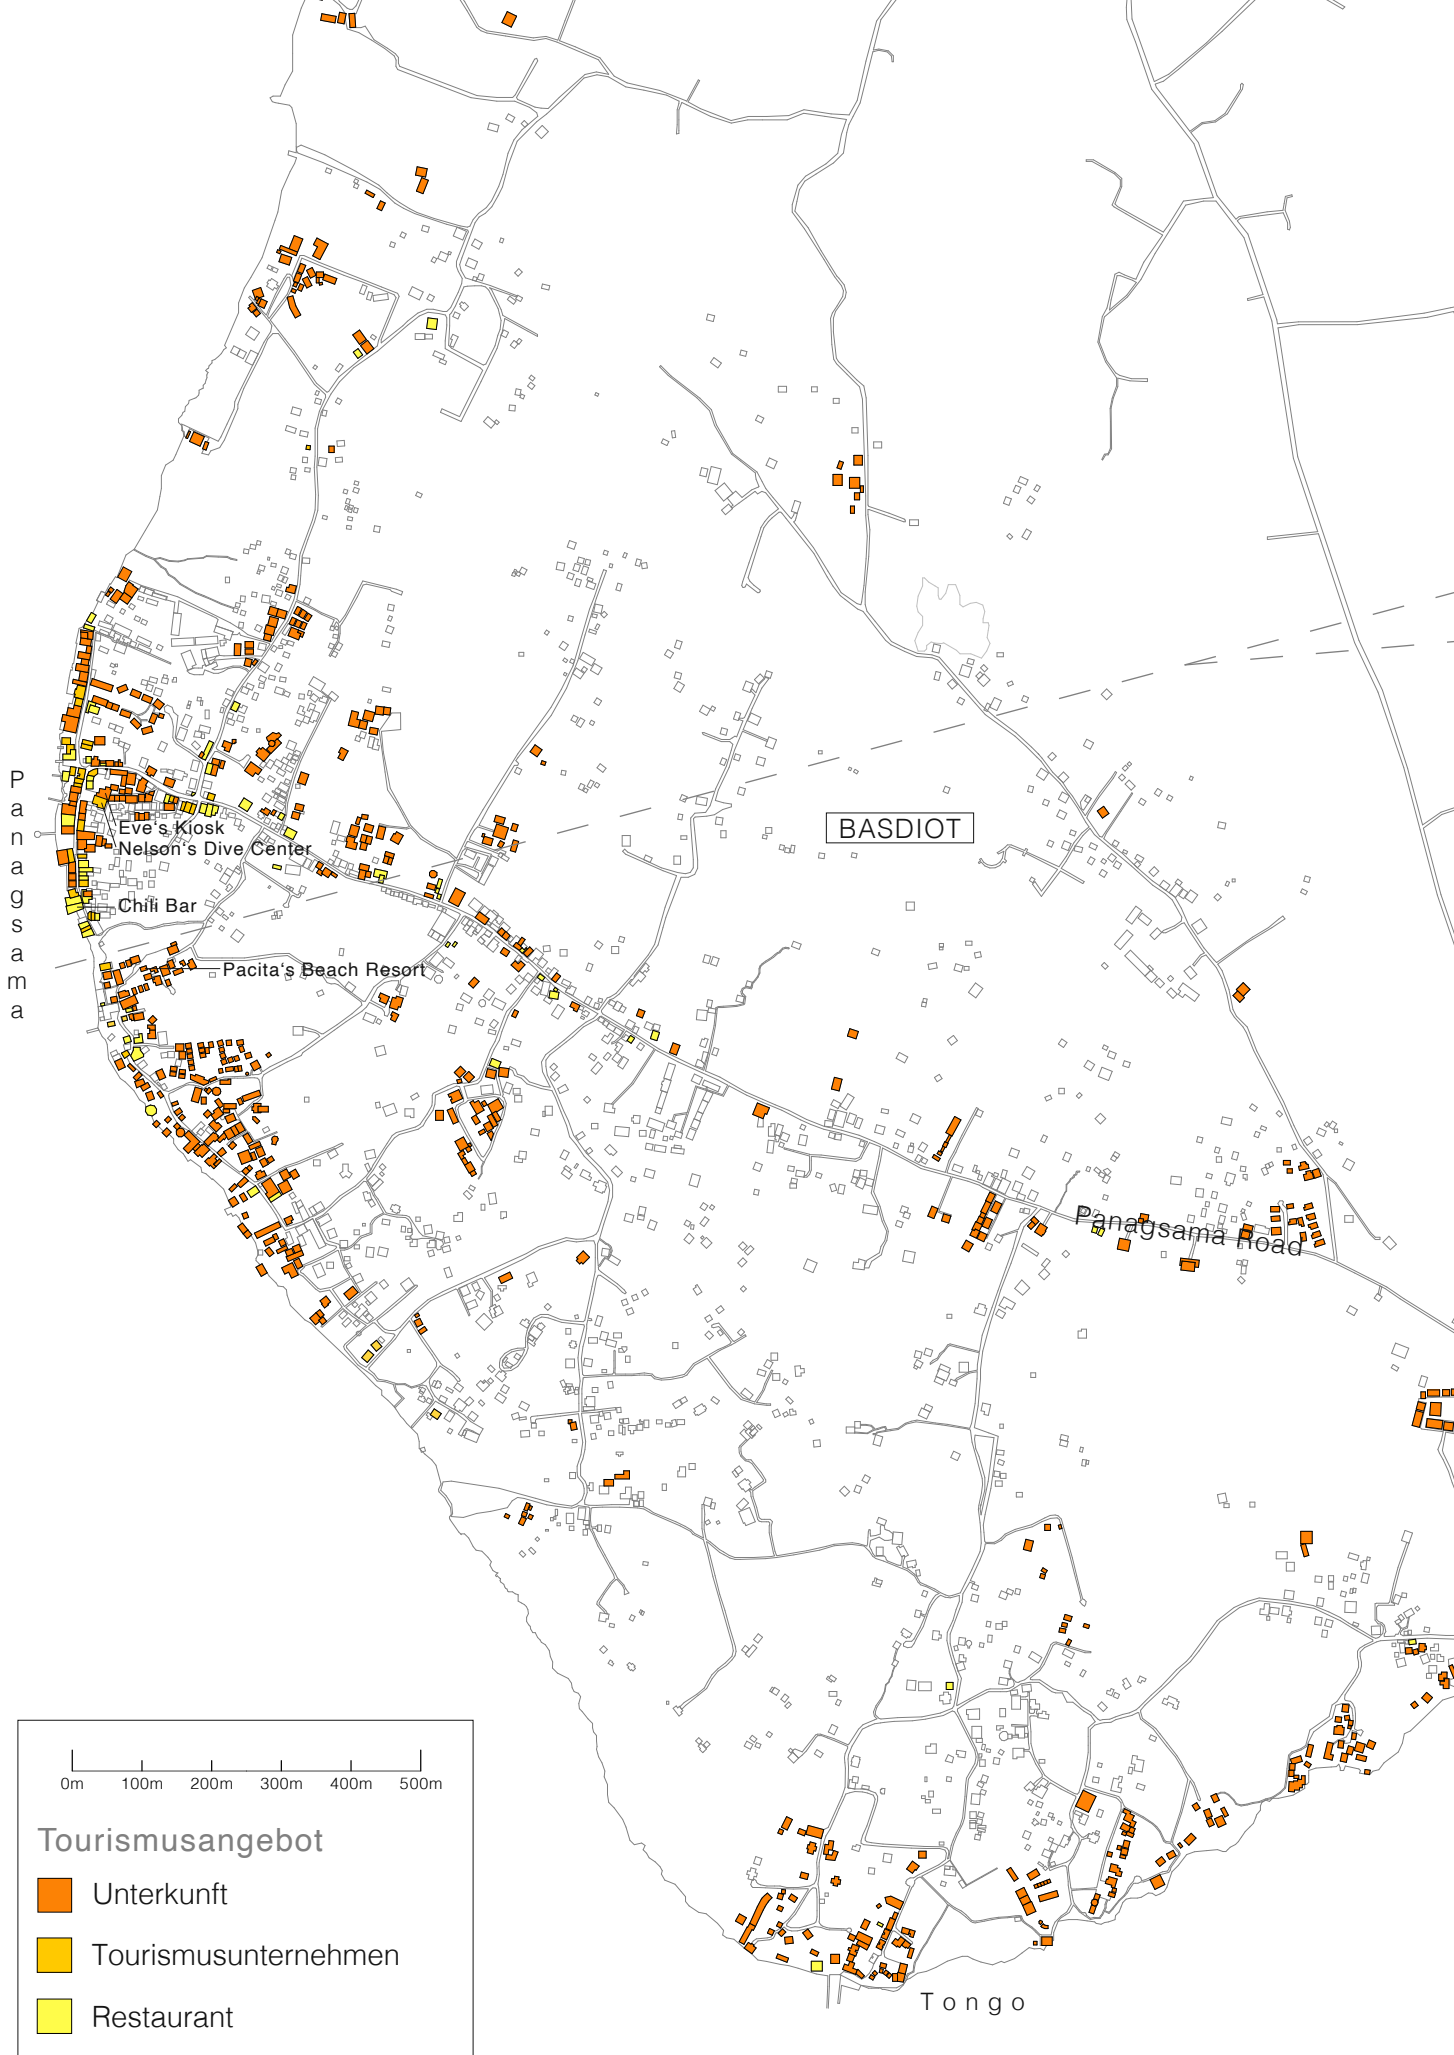 BASDIOT
Panagsama
Eve's Kiosk
Nelson's Dive Center
Chili Bar
Pacita's Beach Resort
Panagsama Road
Tongo
0m 100m 200m 300m 400m 500m
Tourismusangebot
Unterkunft
Tourismusunternehmen
Restaurant